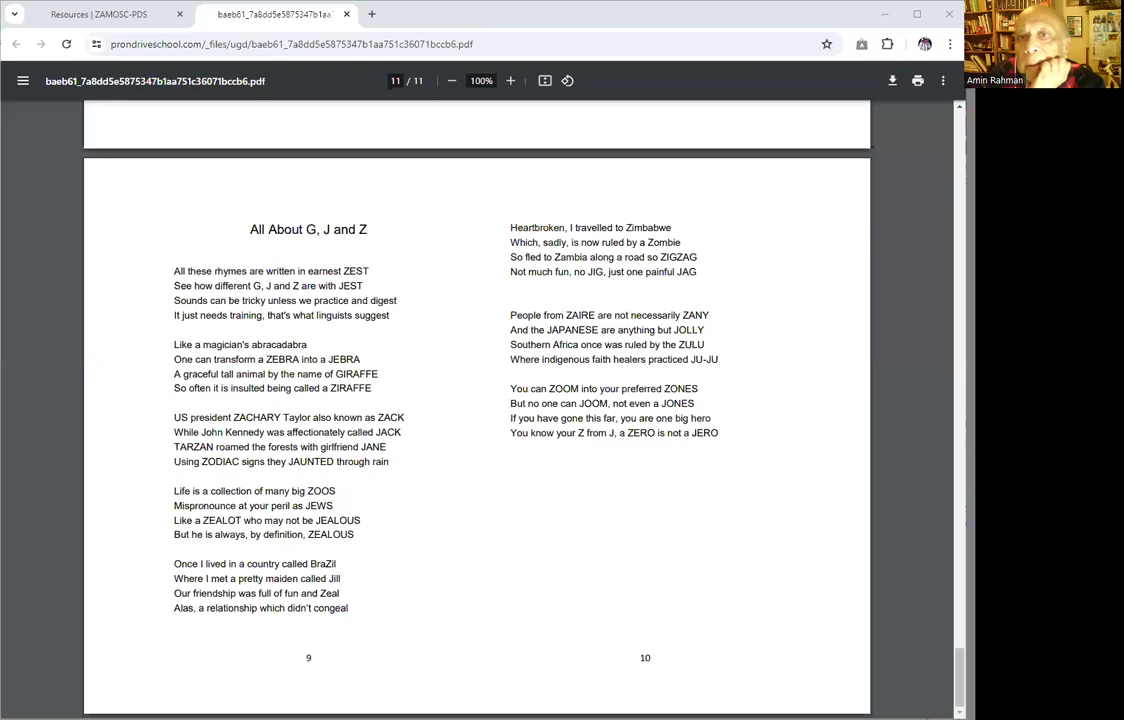 Resources | ZAMOSC-PDS
baeb61_7a8dd5e5875347b1aa7
prondriveschool.com/_files/ugd/baeb61_7a8dd5e5875347b1aa751c36071bccb6.pdf
baeb61_7a8dd5e5875347b1aa751c36071bccb6.pdf
11 / 11
100%
Amin Rahman
All About G, J and Z
All these rhymes are written in earnest ZEST
See how different G, J and Z are with JEST
Sounds can be tricky unless we practice and digest
It just needs training, that's what linguists suggest
Like a magician's abracadabra
One can transform a ZEBRA into a JEBRA
A graceful tall animal by the name of GIRAFFE
So often it is insulted being called a ZIRAFFE
US president ZACHARY Taylor also known as ZACK
While John Kennedy was affectionately called JACK
TARZAN roamed the forests with girlfriend JANE
Using ZODIAC signs they JAUNTED through rain
Life is a collection of many big ZOOS
Mispronounce at your peril as JEWS
Like a ZEALOT who may not be JEALOUS
But he is always, by definition, ZEALOUS
Once I lived in a country called BraZil
Where I met a pretty maiden called Jill
Our friendship was full of fun and Zeal
Alas, a relationship which didn't congeal
9
Heartbroken, I travelled to Zimbabwe
Which, sadly, is now ruled by a Zombie
So fled to Zambia along a road so ZIGZAG
Not much fun, no JIG, just one painful JAG
People from ZAIRE are not necessarily ZANY
And the JAPANESE are anything but JOLLY
Southern Africa once was ruled by the ZULU
Where indigenous faith healers practiced JU-JU
You can ZOOM into your preferred ZONES
But no one can JOOM, not even a JONES
If you have gone this far, you are one big hero
You know your Z from J, a ZERO is not a JERO
10